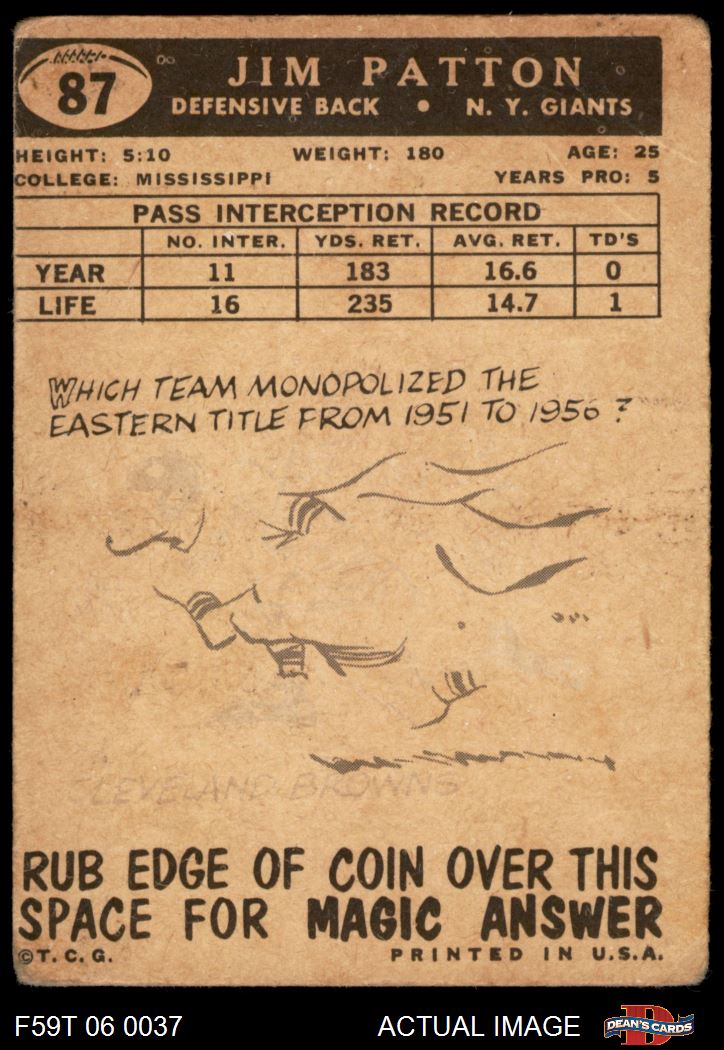 87
JIM PATTON
DEFENSIVE BACK • N. Y. GIANTS
HEIGHT: 5:10 WEIGHT: 180 AGE: 25
COLLEGE: MISSISSIPPI YEARS PRO: 5
PASS INTERCEPTION RECORD
NO. INTER. YDS. RET. AVG. RET. TD'S
YEAR 11 183 16.6 0
LIFE 16 235 14.7 1
WHICH TEAM MONOPOLIZED THE
EASTERN TITLE FROM 1951 TO 1956 ?
CLEVELAND BROWNS
RUB EDGE OF COIN OVER THIS
SPACE FOR MAGIC ANSWER
© T. C. G. PRINTED IN U.S.A.
F59T 06 0037 ACTUAL IMAGE DEAN'S CARDS